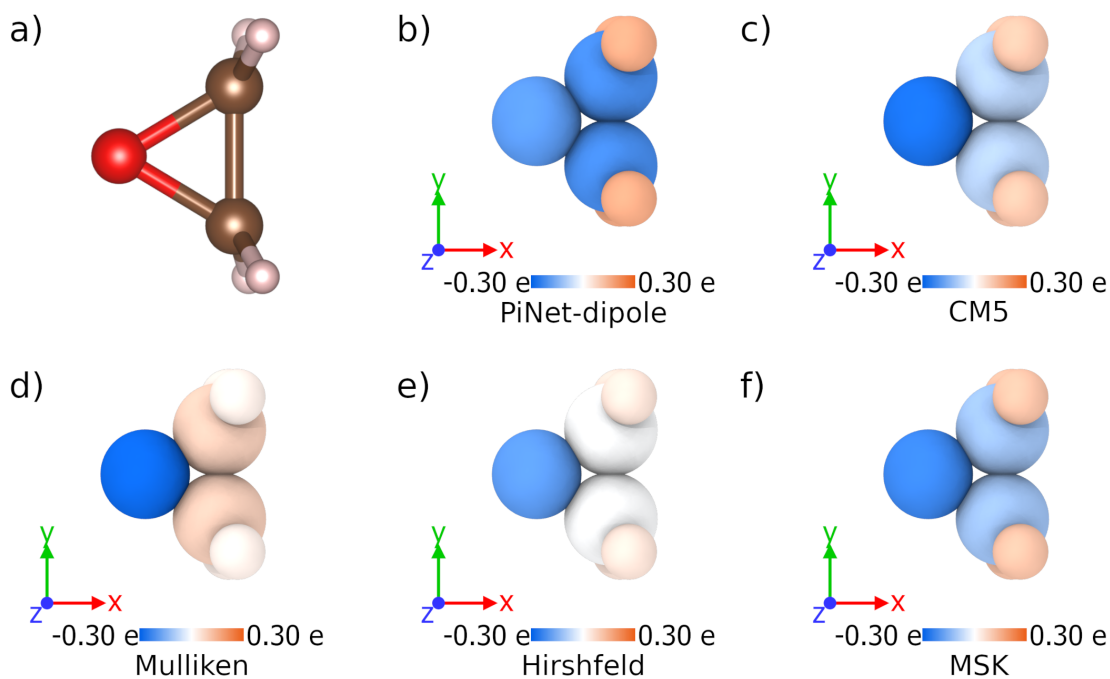 a)
b)
c)
y
z
x
-0.30 e
0.30 e
PiNet-dipole
y
z
x
-0.30 e
0.30 e
CM5
d)
e)
f)
y
z
x
-0.30 e
0.30 e
Mulliken
y
z
x
-0.30 e
0.30 e
Hirshfeld
y
z
x
-0.30 e
0.30 e
MSK